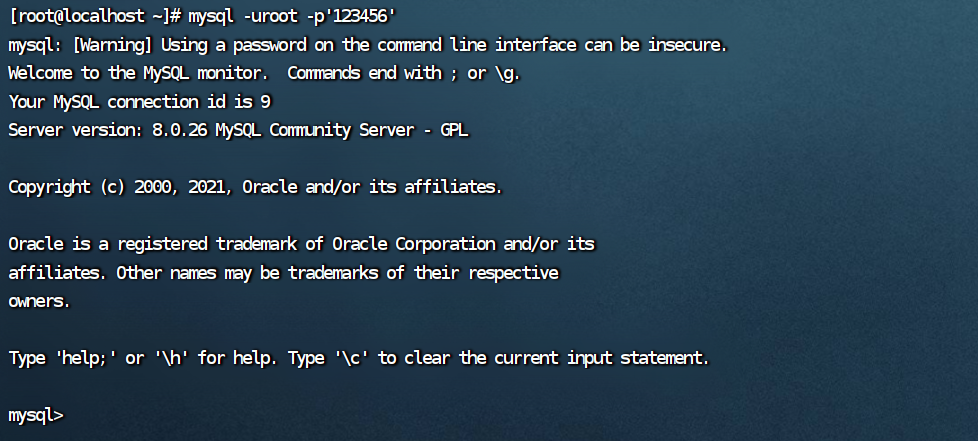 [root@localhost ~]# mysql -uroot -p'123456'
mysql: [Warning] Using a password on the command line interface can be insecure.
Welcome to the MySQL monitor.  Commands end with ; or \g.
Your MySQL connection id is 9
Server version: 8.0.26 MySQL Community Server - GPL
Copyright (c) 2000, 2021, Oracle and/or its affiliates.
Oracle is a registered trademark of Oracle Corporation and/or its
affiliates. Other names may be trademarks of their respective
owners.
Type 'help;' or '\h' for help. Type '\c' to clear the current input statement.
mysql>